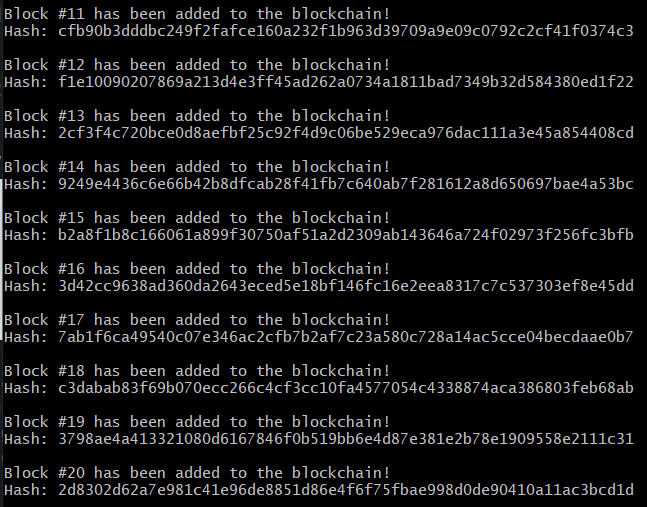 Block #11 has been added to the blockchain!
Hash: cfb90b3dddbc249f2fafce160a232f1b963d39709a9e09c0792c2cf41f0374c3
Block #12 has been added to the blockchain!
Hash: f1e10090207869a213d4e3ff45ad262a0734a1811bad7349b32d584380ed1f22
Block #13 has been added to the blockchain!
Hash: 2cf3f4c720bce0d8aefbf25c92f4d9c06be529eca976dac111a3e45a854408cd
Block #14 has been added to the blockchain!
Hash: 9249e4436c6e66b42b8dfcab28f41fb7c640ab7f281612a8d650697bae4a53bc
Block #15 has been added to the blockchain!
Hash: b2a8f1b8c166061a899f30750af51a2d2309ab143646a724f02973f256fc3bfb
Block #16 has been added to the blockchain!
Hash: 3d42cc9638ad360da2643eced5e18bf146fc16e2eea8317c7c537303ef8e45dd
Block #17 has been added to the blockchain!
Hash: 7ab1f6ca49540c07e346ac2cfb7b2af7c23a580c728a14ac5cce04becdaae0b7
Block #18 has been added to the blockchain!
Hash: c3dabab83f69b070ecc266c4cf3cc10fa4577054c4338874aca386803feb68ab
Block #19 has been added to the blockchain!
Hash: 3798ae4a413321080d6167846f0b519bb6e4d87e381e2b78e1909558e2111c31
Block #20 has been added to the blockchain!
Hash: 2d8302d62a7e981c41e96de8851d86e4f6f75fbae998d0de90410a11ac3bcd1d